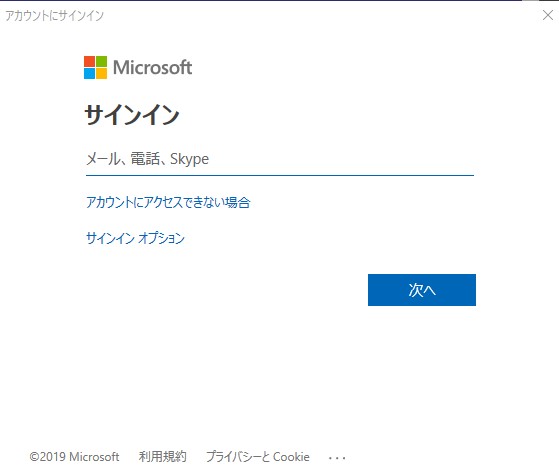 アカウントにサインイン
Microsoft
サインイン
メール、電話、Skype
アカウントにアクセスできない場合
サインイン オプション
次へ
©2019 Microsoft 利用規約 プライバシーと Cookie ...